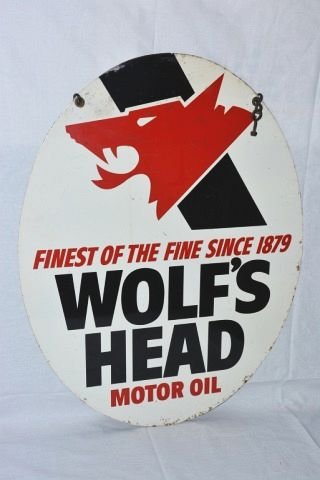 FINEST OF THE FINE SINCE 1879
WOLF'S
HEAD
MOTOR OIL